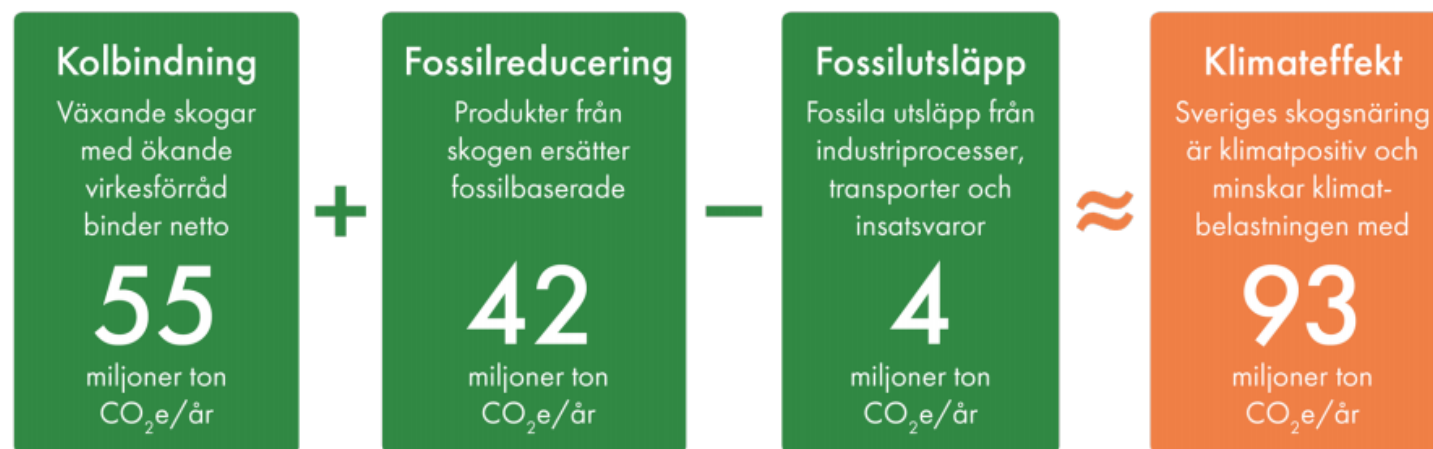 Kolbindning
Växande skogar
med ökande
virkesförråd
binder netto
55
miljoner ton
CO₂e/år
+
Fossilreducering
Produkter från
skogen ersätter
fossilbaserade
42
miljoner ton
CO₂e/år
−
Fossilutsläpp
Fossila utsläpp från
industriprocesser,
transporter och
insatsvaror
4
miljoner ton
CO₂e/år
≈
Klimateffekt
Sveriges skogsnäring
är klimatpositiv och
minskar klimat-
belastningen med
93
miljoner ton
CO₂e/år